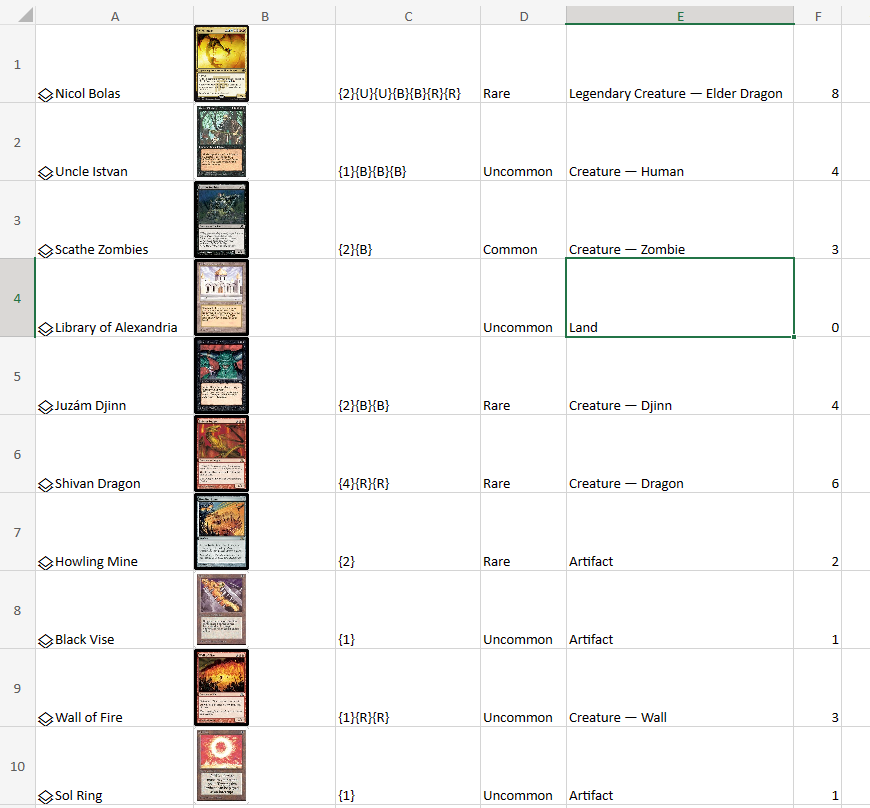 A B C D E F
1 Nicol Bolas {2}{U}{U}{B}{B}{R}{R} Rare Legendary Creature — Elder Dragon 8
2 Uncle Istvan {1}{B}{B}{B} Uncommon Creature — Human 4
3 Scathe Zombies {2}{B} Common Creature — Zombie 3
4 Library of Alexandria Uncommon Land 0
5 Juzám Djinn {2}{B}{B} Rare Creature — Djinn 4
6 Shivan Dragon {4}{R}{R} Rare Creature — Dragon 6
7 Howling Mine {2} Rare Artifact 2
8 Black Vise {1} Uncommon Artifact 1
9 Wall of Fire {1}{R}{R} Uncommon Creature — Wall 3
10 Sol Ring {1} Uncommon Artifact 1